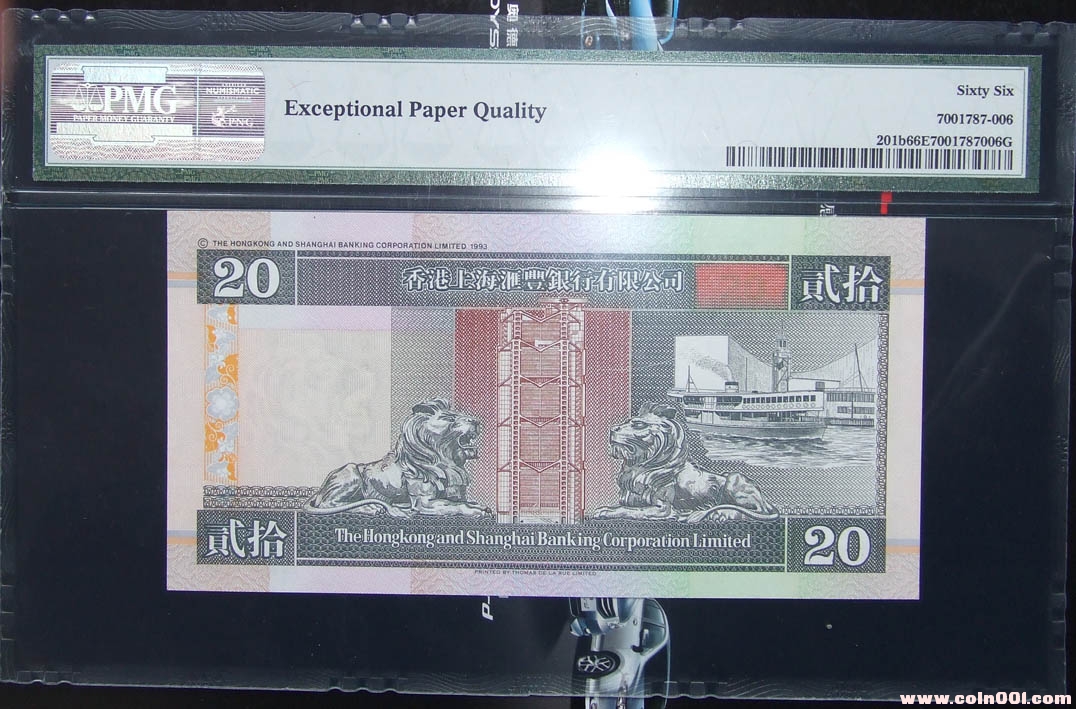 PMG
PAPER MONEY GUARANTY
NUMISMATIC
PNG
Exceptional Paper Quality
Sixty Six
7001787-006
201b66E7001787006G
© THE HONGKONG AND SHANGHAI BANKING CORPORATION LIMITED 1993
20
香港上海滙豐銀行有限公司
貳拾
貳拾
The Hongkong and Shanghai Banking Corporation Limited
20
PRINTED BY THOMAS DE LA RUE LIMITED
www.coin001.com